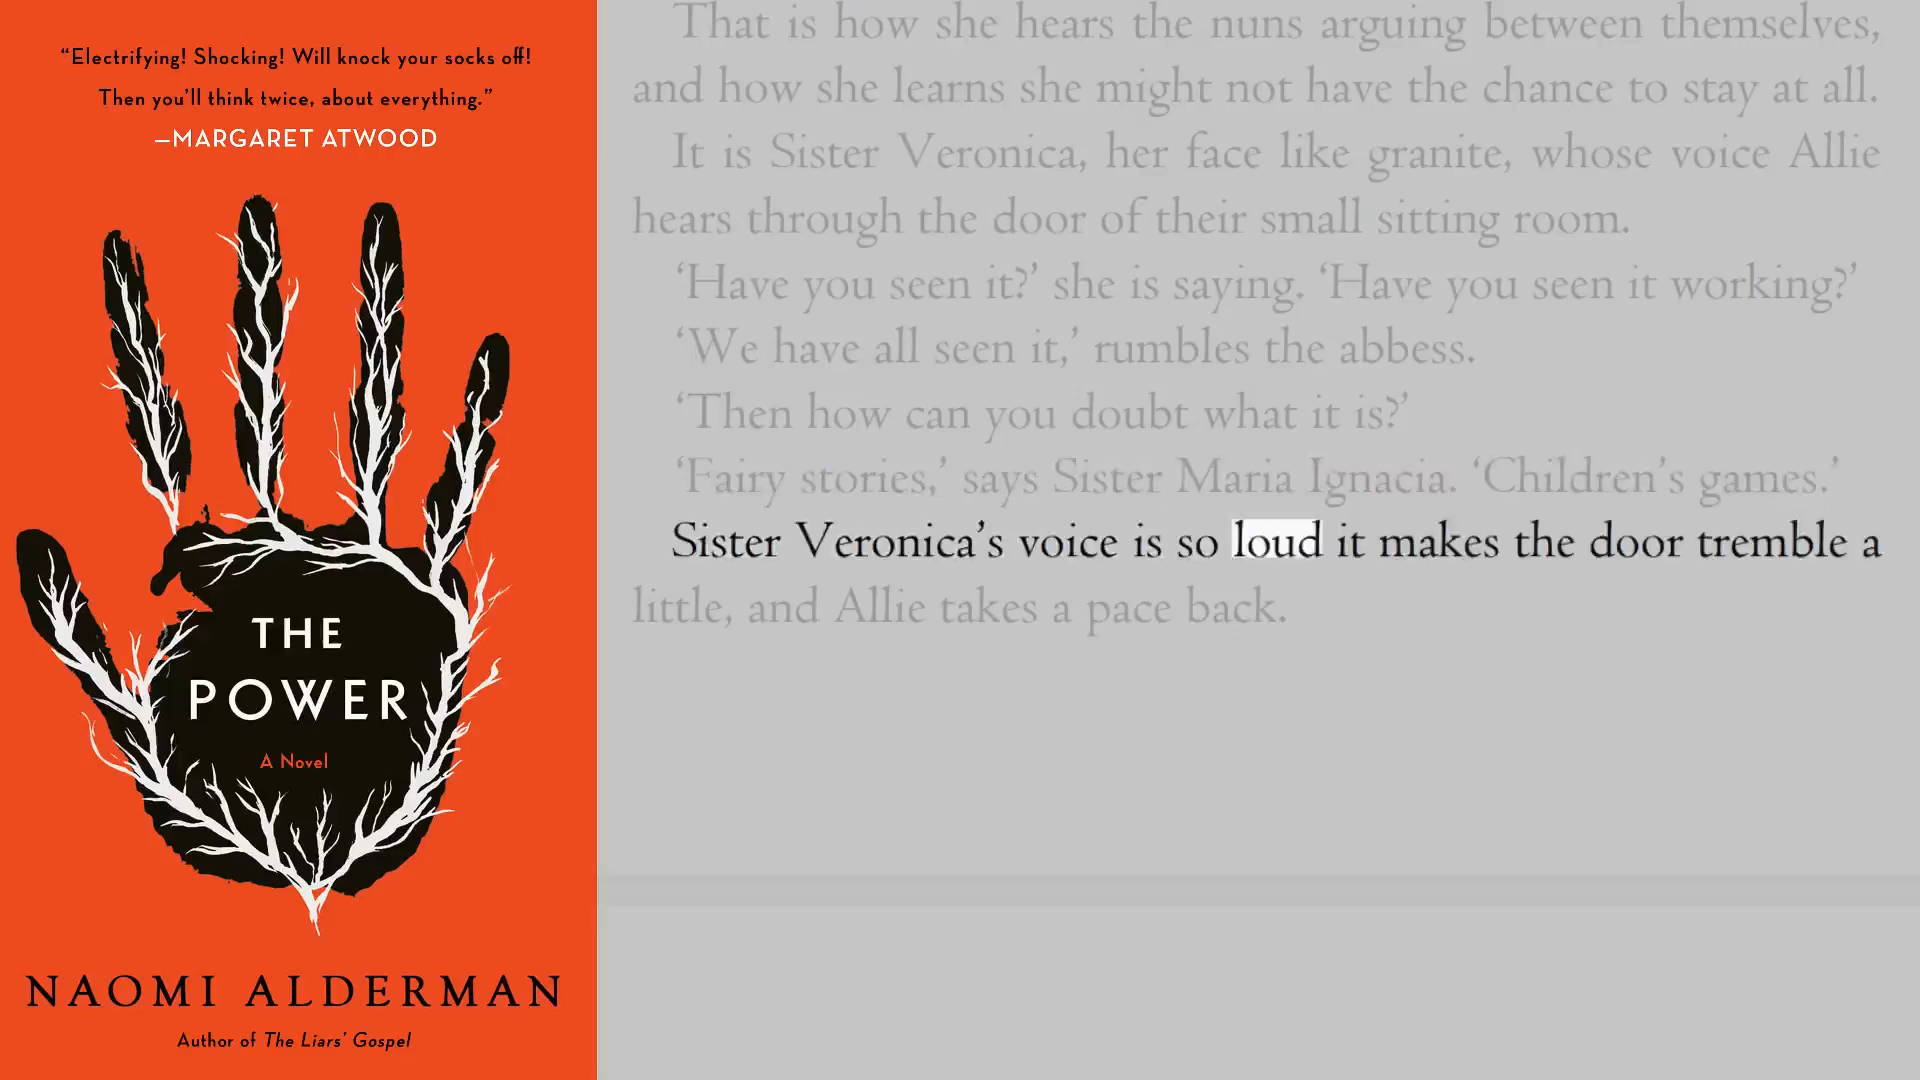 “Electrifying! Shocking! Will knock your socks off!
Then you’ll think twice, about everything.”
—MARGARET ATWOOD
THE
POWER
A Novel
NAOMI ALDERMAN
Author of The Liars’ Gospel
That is how she hears the nuns arguing between themselves,
and how she learns she might not have the chance to stay at all.
It is Sister Veronica, her face like granite, whose voice Allie
hears through the door of their small sitting room.
‘Have you seen it?’ she is saying. ‘Have you seen it working?’
‘We have all seen it,’ rumbles the abbess.
‘Then how can you doubt what it is?’
‘Fairy stories,’ says Sister Maria Ignacia. ‘Children’s games.’
Sister Veronica’s voice is so loud it makes the door tremble a
little, and Allie takes a pace back.